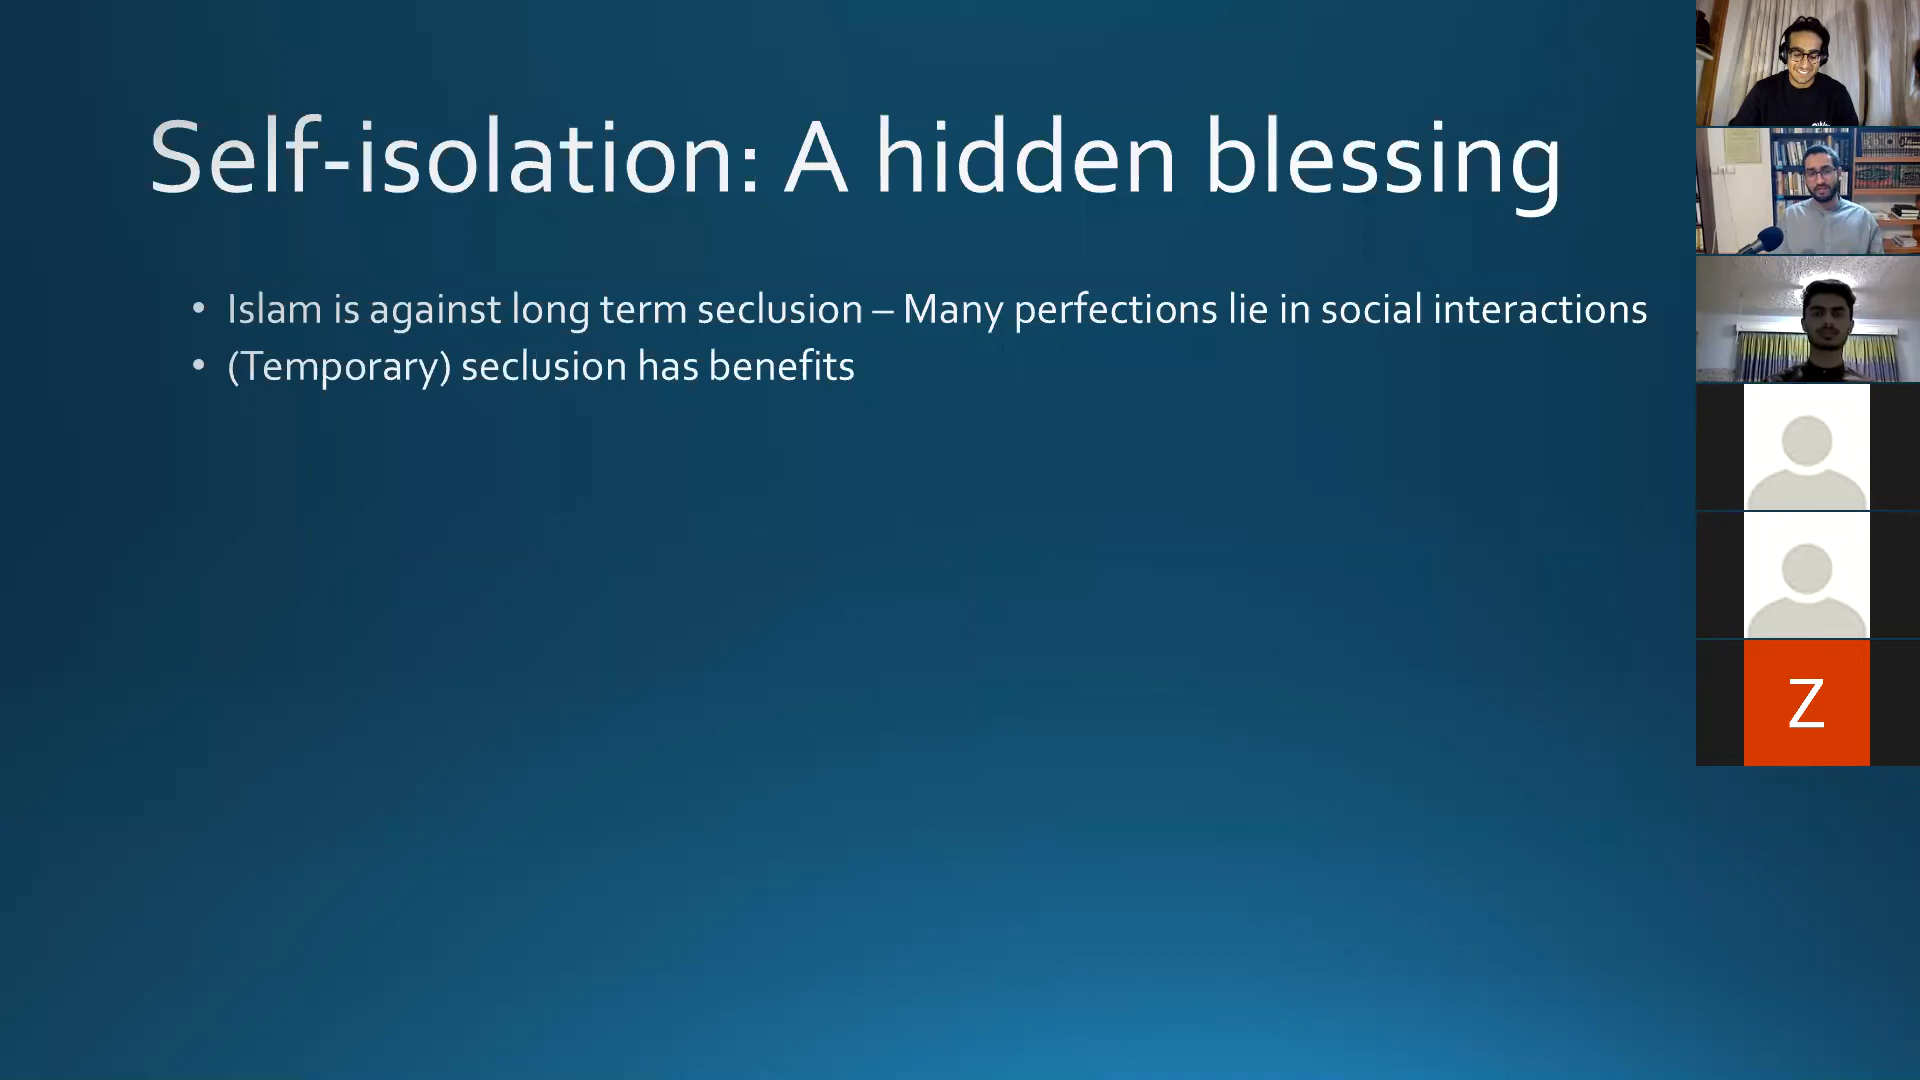 Self-isolation: A hidden blessing
• Islam is against long term seclusion – Many perfections lie in social interactions
• (Temporary) seclusion has benefits
Z